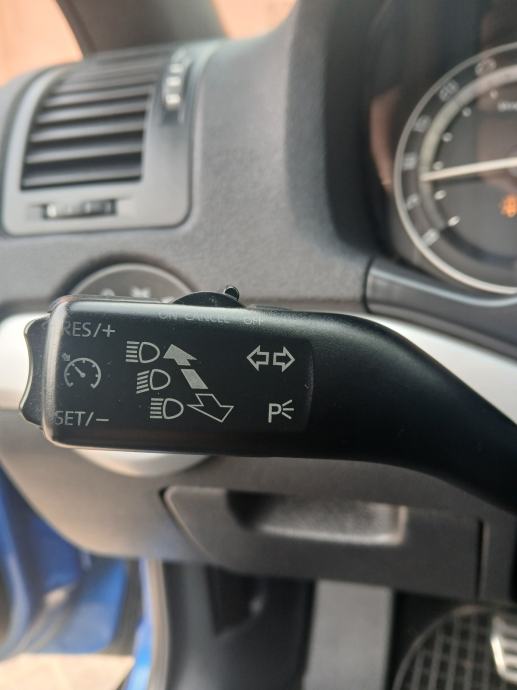 ON CANCEL OFF
RES/+
SET/-
P